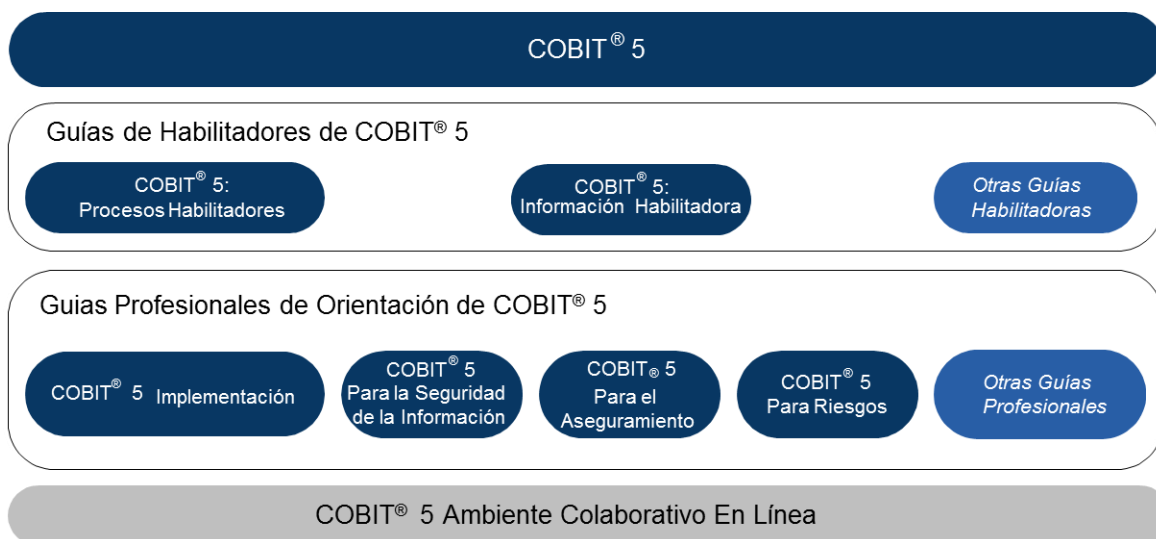 COBIT® 5
Guías de Habilitadores de COBIT® 5
COBIT® 5:
Procesos Habilitadores
COBIT® 5:
Información Habilitadora
Otras Guías
Habilitadoras
Guias Profesionales de Orientación de COBIT® 5
COBIT® 5 Implementación
COBIT® 5
Para la Seguridad
de la Información
COBIT® 5
Para el
Aseguramiento
COBIT® 5
Para Riesgos
Otras Guías
Profesionales
COBIT® 5 Ambiente Colaborativo En Línea